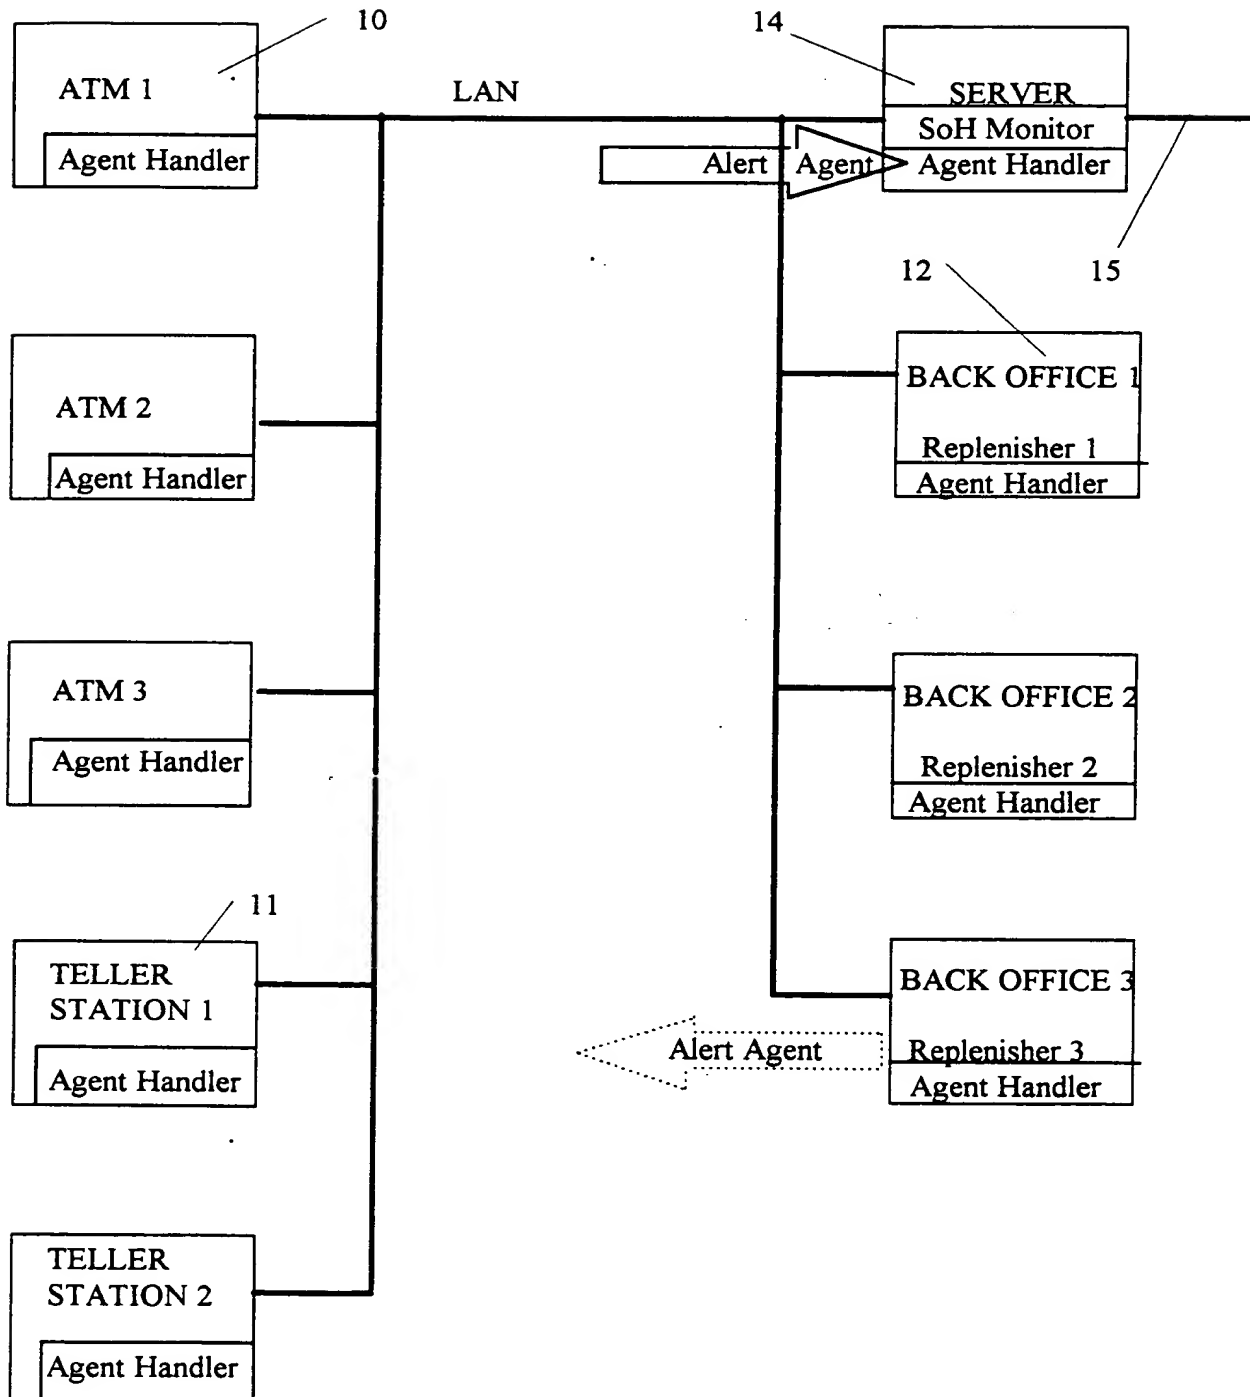 10
14
ATM 1
Agent Handler
LAN
SERVER
SoH Monitor
Agent Handler
Alert Agent
15
12
ATM 2
Agent Handler
BACK OFFICE 1
Replenisher 1
Agent Handler
ATM 3
Agent Handler
BACK OFFICE 2
Replenisher 2
Agent Handler
11
TELLER
STATION 1
Agent Handler
Alert Agent
BACK OFFICE 3
Replenisher 3
Agent Handler
TELLER
STATION 2
Agent Handler